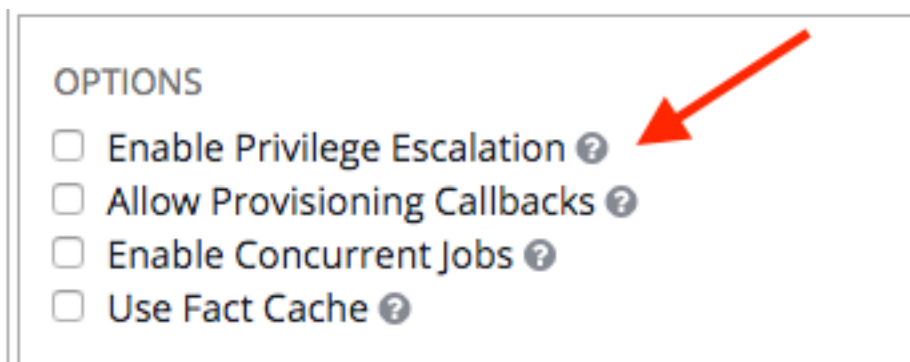 OPTIONS
Enable Privilege Escalation ?
Allow Provisioning Callbacks ?
Enable Concurrent Jobs ?
Use Fact Cache ?